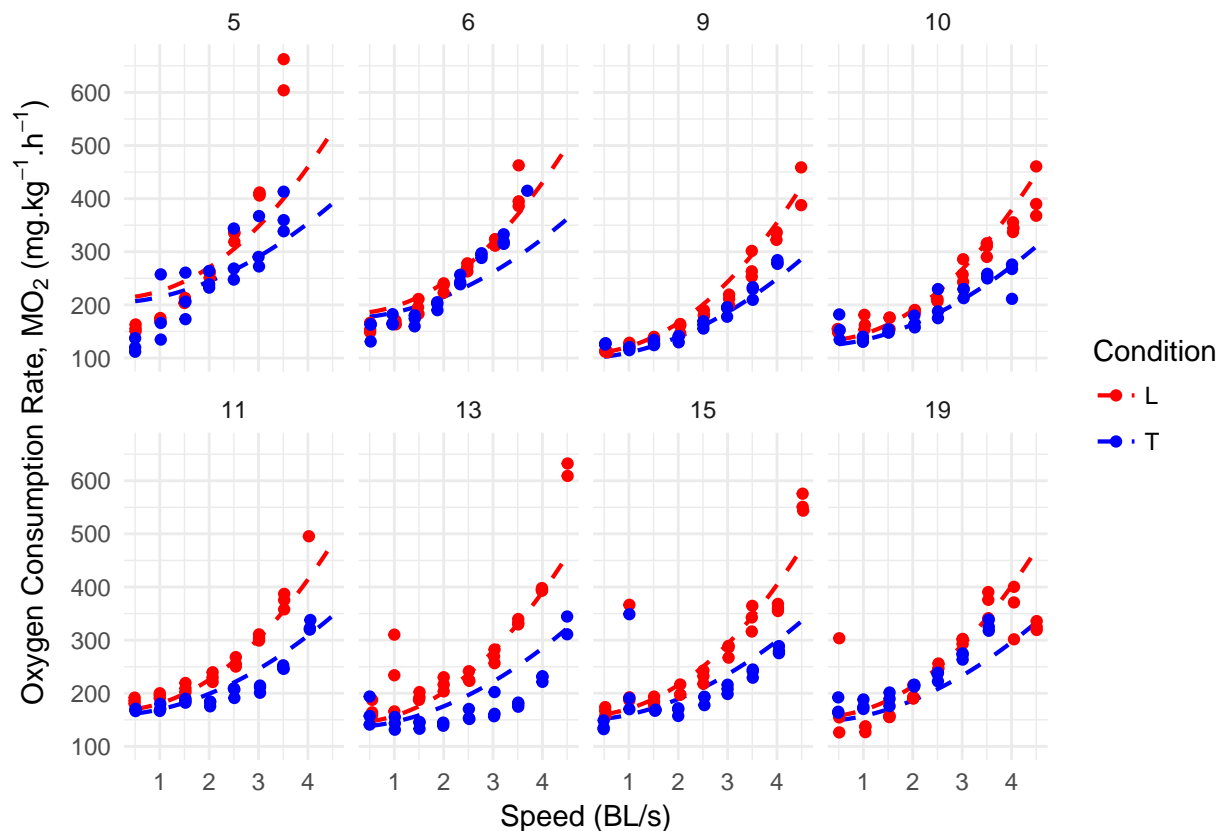 5 6 9 10
600
500
400
300
200
100
11 13 15 19
600
500
400
300
200
100
1 2 3 4 1 2 3 4 1 2 3 4 1 2 3 4
Speed (BL/s)
Oxygen Consumption Rate, MO₂ (mg.kg⁻¹.h⁻¹)
Condition
L
T